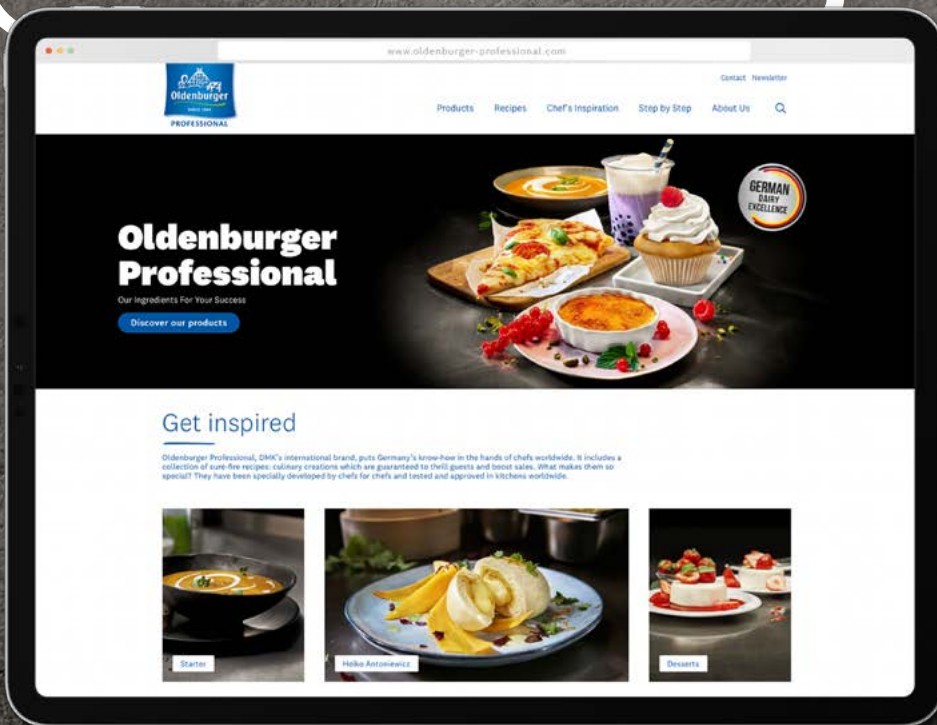 www.oldenburger-professional.com
Contact Newsletter
Oldenburger
PROFESSIONAL
Products Recipes Chef's Inspiration Step by Step About Us
GERMAN
DAIRY
EXCELLENCE
Oldenburger
Professional
Our Ingredients For Your Success
Discover our products
Get inspired
Oldenburger Professional, DMK's international brand, puts Germany's know-how in the hands of chefs worldwide. It includes a
collection of sure-fire recipes: culinary creations which are guaranteed to thrill guests and boost sales. What makes them so
special? They have been specially developed by chefs for chefs and tested and approved in kitchens worldwide.
Starter
Heiko Antoniewicz
Desserts